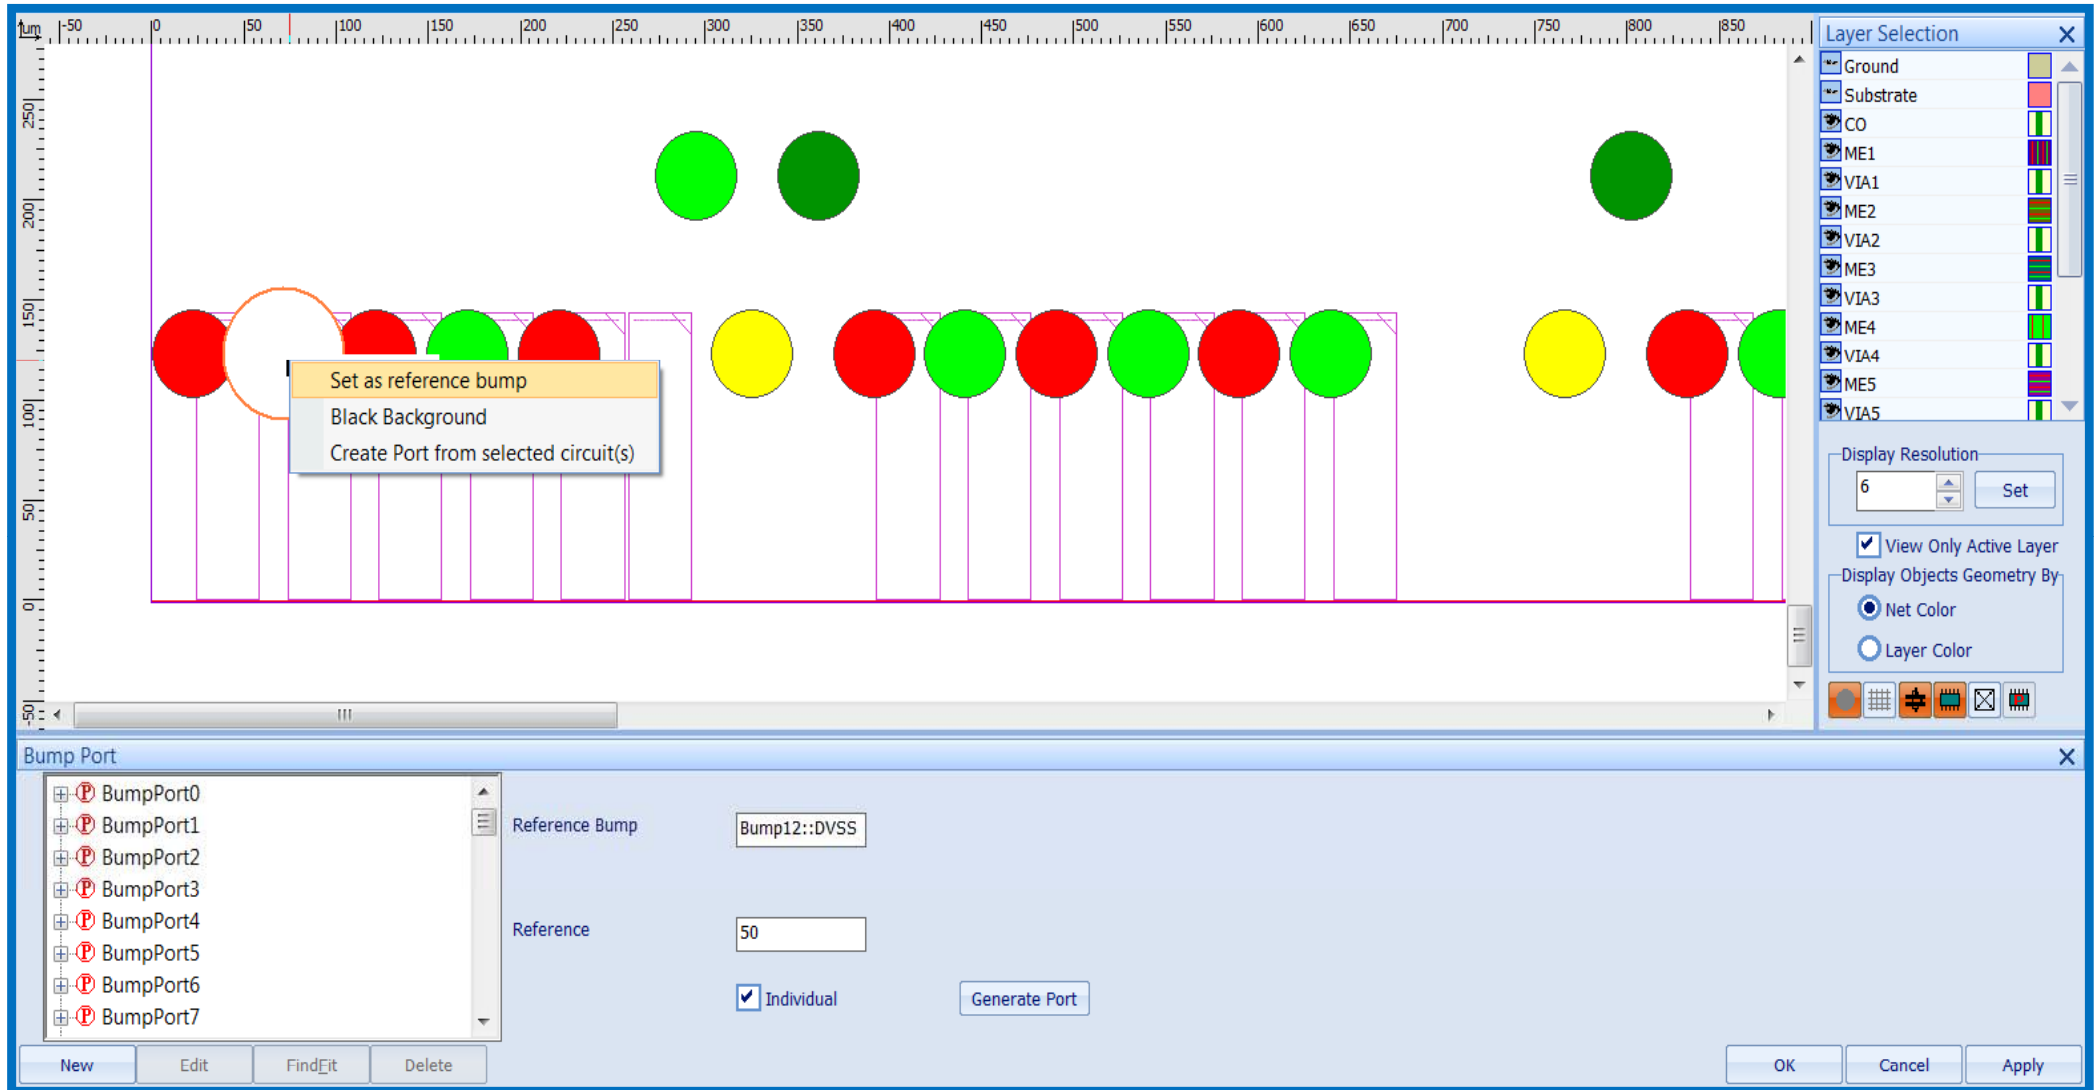 um -50 0 50 100 150 200 250 300 350 400 450 500 550 600 650 700 750 800 850
250
200
150
100
50
0
-50
Set as reference bump
Black Background
Create Port from selected circuit(s)
Layer Selection
Ground
Substrate
CO
ME1
VIA1
ME2
VIA2
ME3
VIA3
ME4
VIA4
ME5
VIA5
Display Resolution
6 Set
View Only Active Layer
Display Objects Geometry By
Net Color
Layer Color
Bump Port
BumpPort0
BumpPort1
BumpPort2
BumpPort3
BumpPort4
BumpPort5
BumpPort6
BumpPort7
Reference Bump Bump12::DVSS
Reference 50
Individual Generate Port
New Edit FindFit Delete OK Cancel Apply